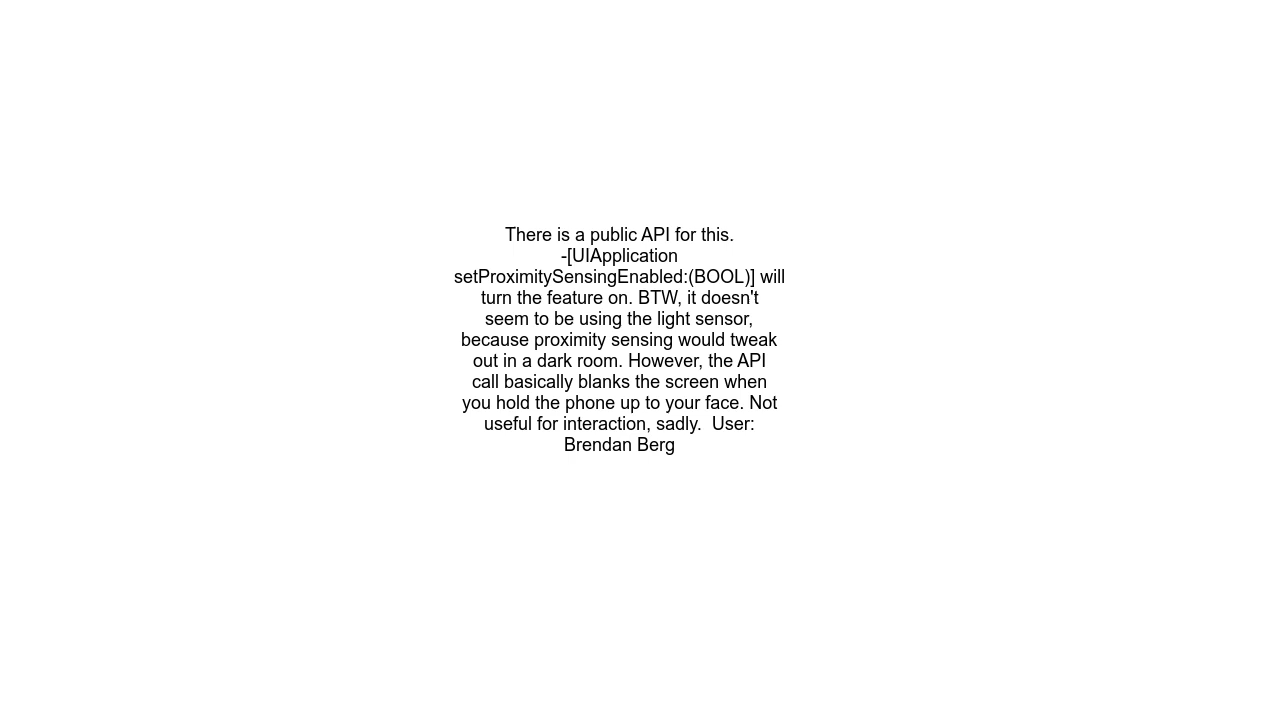 There is a public API for this.
-[UIApplication
setProximitySensingEnabled:(BOOL)] will
turn the feature on. BTW, it doesn't
seem to be using the light sensor,
because proximity sensing would tweak
out in a dark room. However, the API
call basically blanks the screen when
you hold the phone up to your face. Not
useful for interaction, sadly.  User:
Brendan Berg